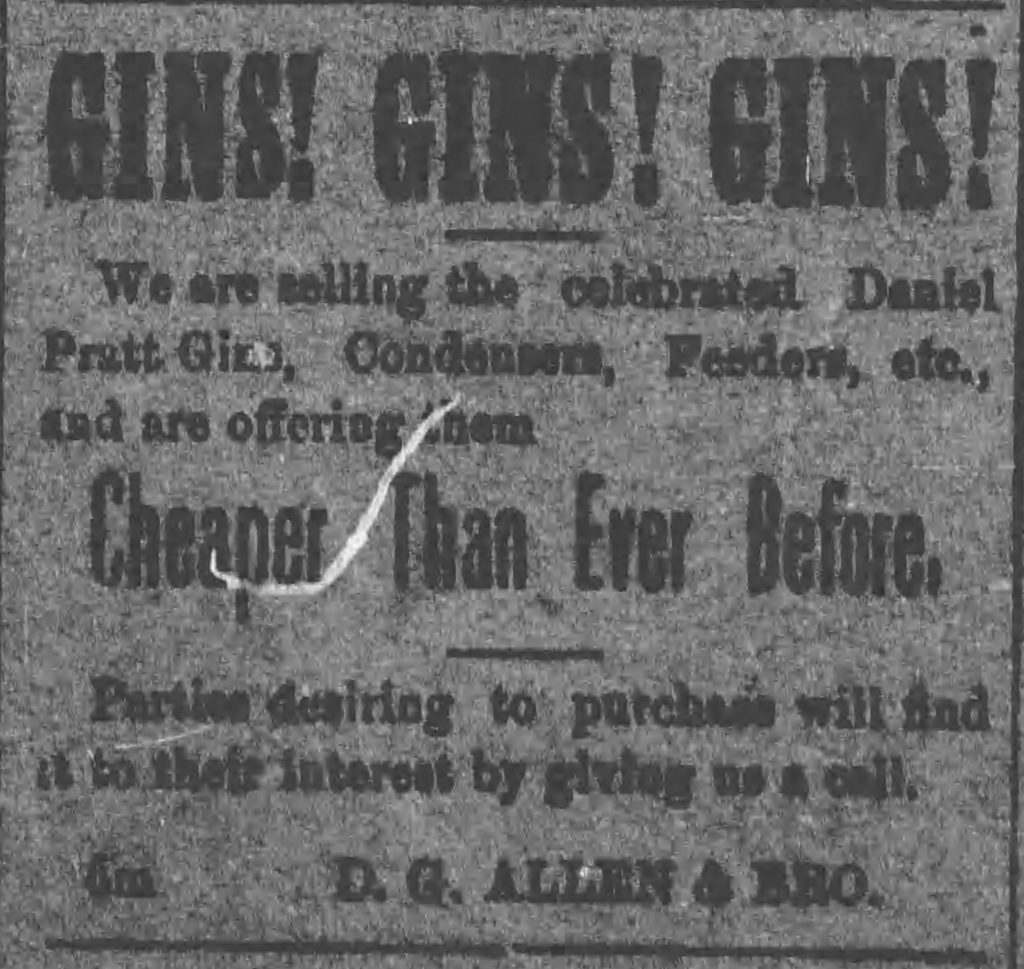 GINS! GINS! GINS!
We are selling the celebrated Daniel
Pratt Gins, Condensers, Feeders, etc.,
and are offering them
Cheaper Than Ever Before.
Parties desiring to purchase will find
it to their interest by giving us a call.
6m D. G. ALLEN & BRO.